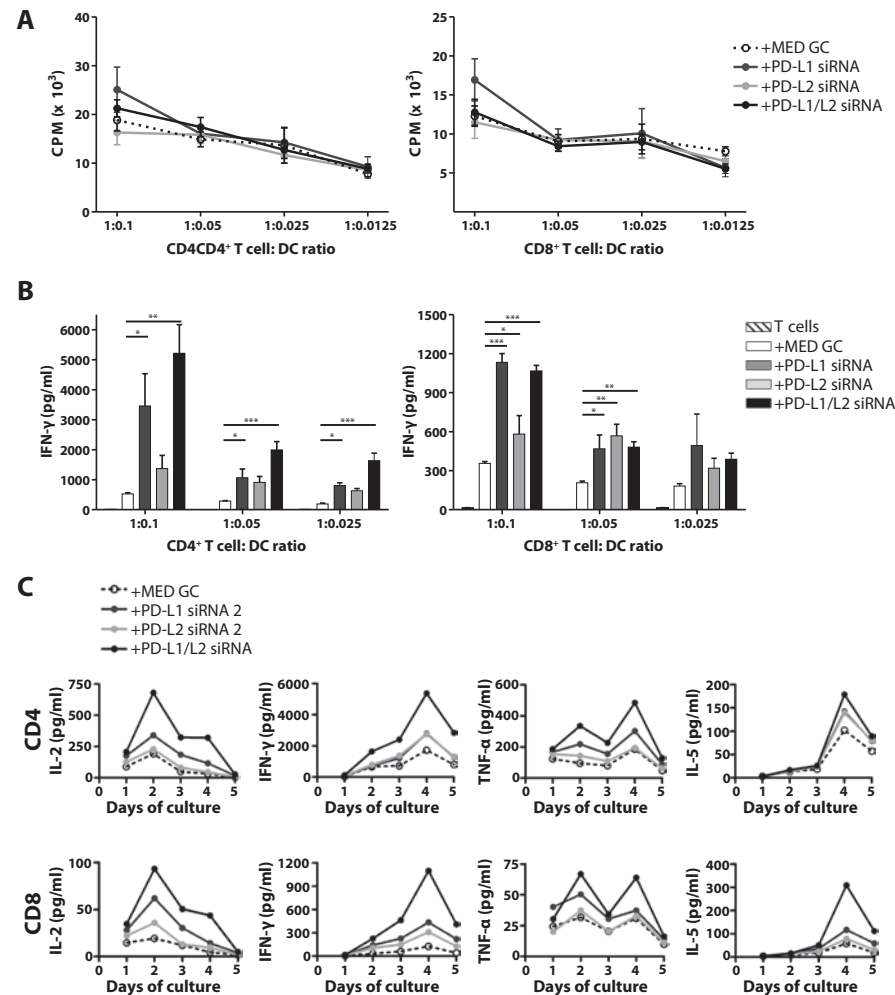 A
CPM (x 10³)
40
30
20
10
0
1:0.1 1:0.05 1:0.025 1:0.0125
CD4CD4⁺ T cell: DC ratio
CPM (x 10³)
25
20
15
10
5
1:0.1 1:0.05 1:0.025 1:0.0125
CD8⁺ T cell: DC ratio
+MED GC
+PD-L1 siRNA
+PD-L2 siRNA
+PD-L1/L2 siRNA
B
IFN-γ (pg/ml)
6000
5000
4000
3000
2000
1000
0
**
*
***
*
***
*
1:0.1 1:0.05 1:0.025
CD4⁺ T cell: DC ratio
IFN-γ (pg/ml)
1500
1200
900
600
300
0
***
*
***
**
**
*
1:0.1 1:0.05 1:0.025
CD8⁺ T cell: DC ratio
T cells
+MED GC
+PD-L1 siRNA
+PD-L2 siRNA
+PD-L1/L2 siRNA
C
+MED GC
+PD-L1 siRNA 2
+PD-L2 siRNA 2
+PD-L1/L2 siRNA
CD4
IL-2 (pg/ml)
750
500
250
0
0 1 2 3 4 5
Days of culture
IFN-γ (pg/ml)
6000
4000
2000
0
0 1 2 3 4 5
Days of culture
TNF-α (pg/ml)
600
400
200
0
0 1 2 3 4 5
Days of culture
IL-5 (pg/ml)
200
150
100
50
0
0 1 2 3 4 5
Days of culture
CD8
IL-2 (pg/ml)
100
50
0
0 1 2 3 4 5
Days of culture
IFN-γ (pg/ml)
1200
900
600
300
0
0 1 2 3 4 5
Days of culture
TNF-α (pg/ml)
75
50
25
0
0 1 2 3 4 5
Days of culture
IL-5 (pg/ml)
400
300
200
100
0
0 1 2 3 4 5
Days of culture